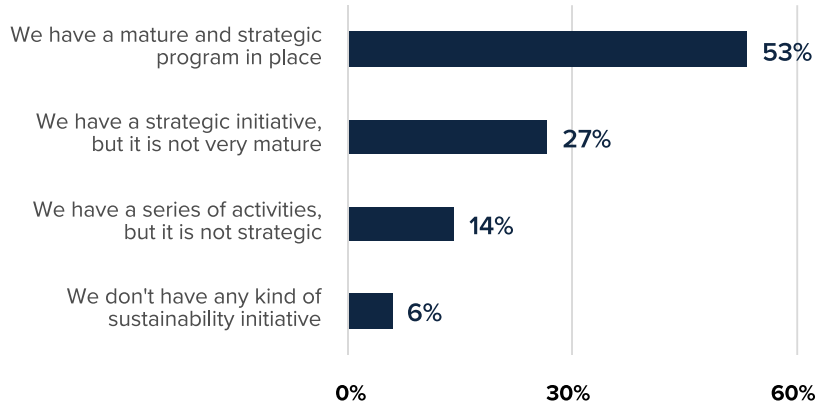 We have a mature and strategic
program in place
53%
We have a strategic initiative,
but it is not very mature
27%
We have a series of activities,
but it is not strategic
14%
We don't have any kind of
sustainability initiative
6%
0%
30%
60%